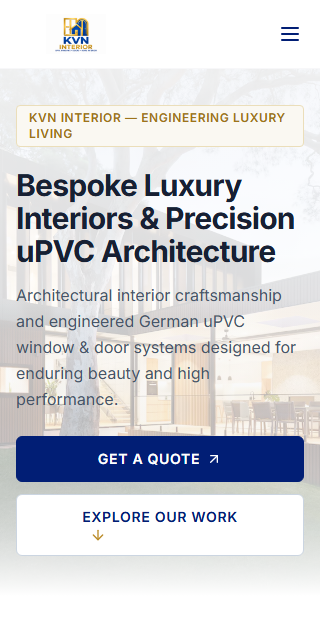 KVN
INTERIOR
KVN INTERIOR — ENGINEERING LUXURY
LIVING
Bespoke Luxury
Interiors & Precision
uPVC Architecture
Architectural interior craftsmanship
and engineered German uPVC
window & door systems designed for
enduring beauty and high
performance.
GET A QUOTE
EXPLORE OUR WORK